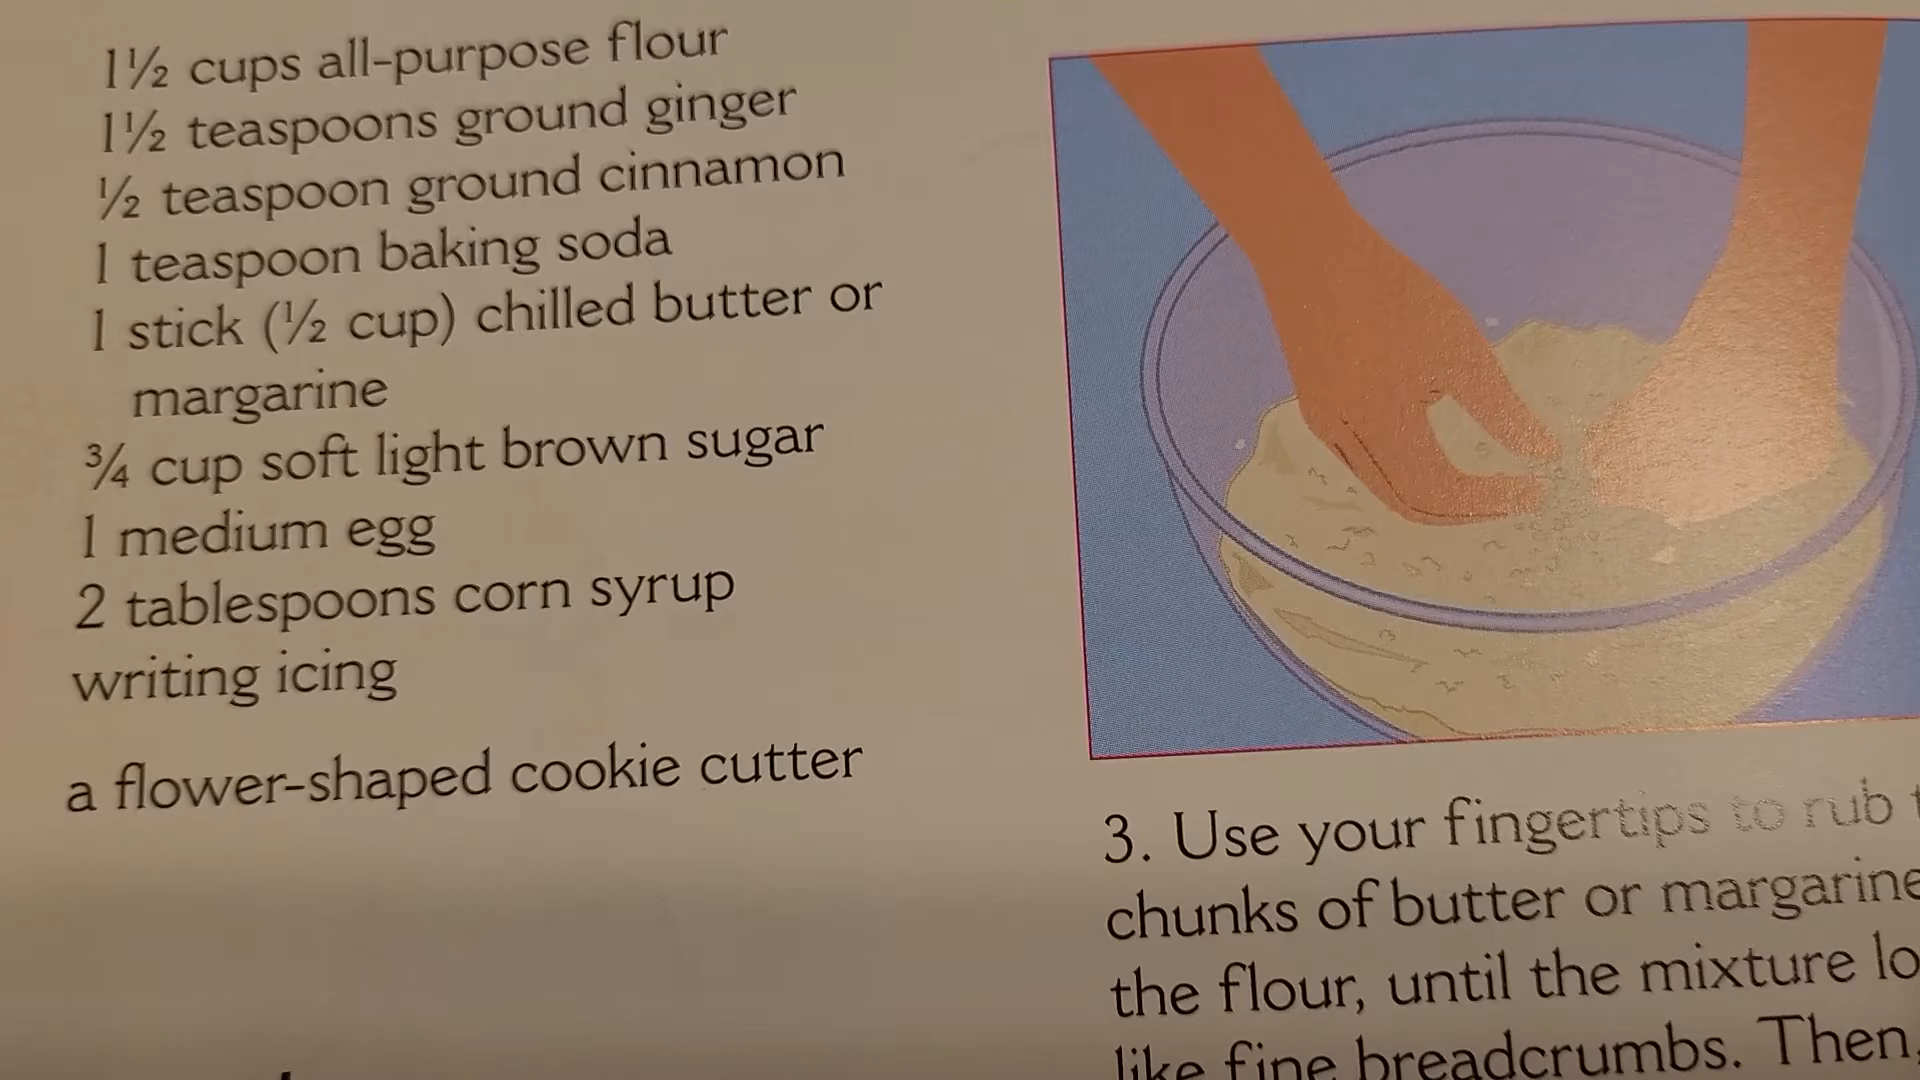 1½ cups all-purpose flour
1½ teaspoons ground ginger
½ teaspoon ground cinnamon
1 teaspoon baking soda
1 stick (½ cup) chilled butter or
margarine
¾ cup soft light brown sugar
1 medium egg
2 tablespoons corn syrup
writing icing
a flower-shaped cookie cutter
3. Use your fingertips to rub
chunks of butter or margarine
the flour, until the mixture lo
like fine breadcrumbs. Then,